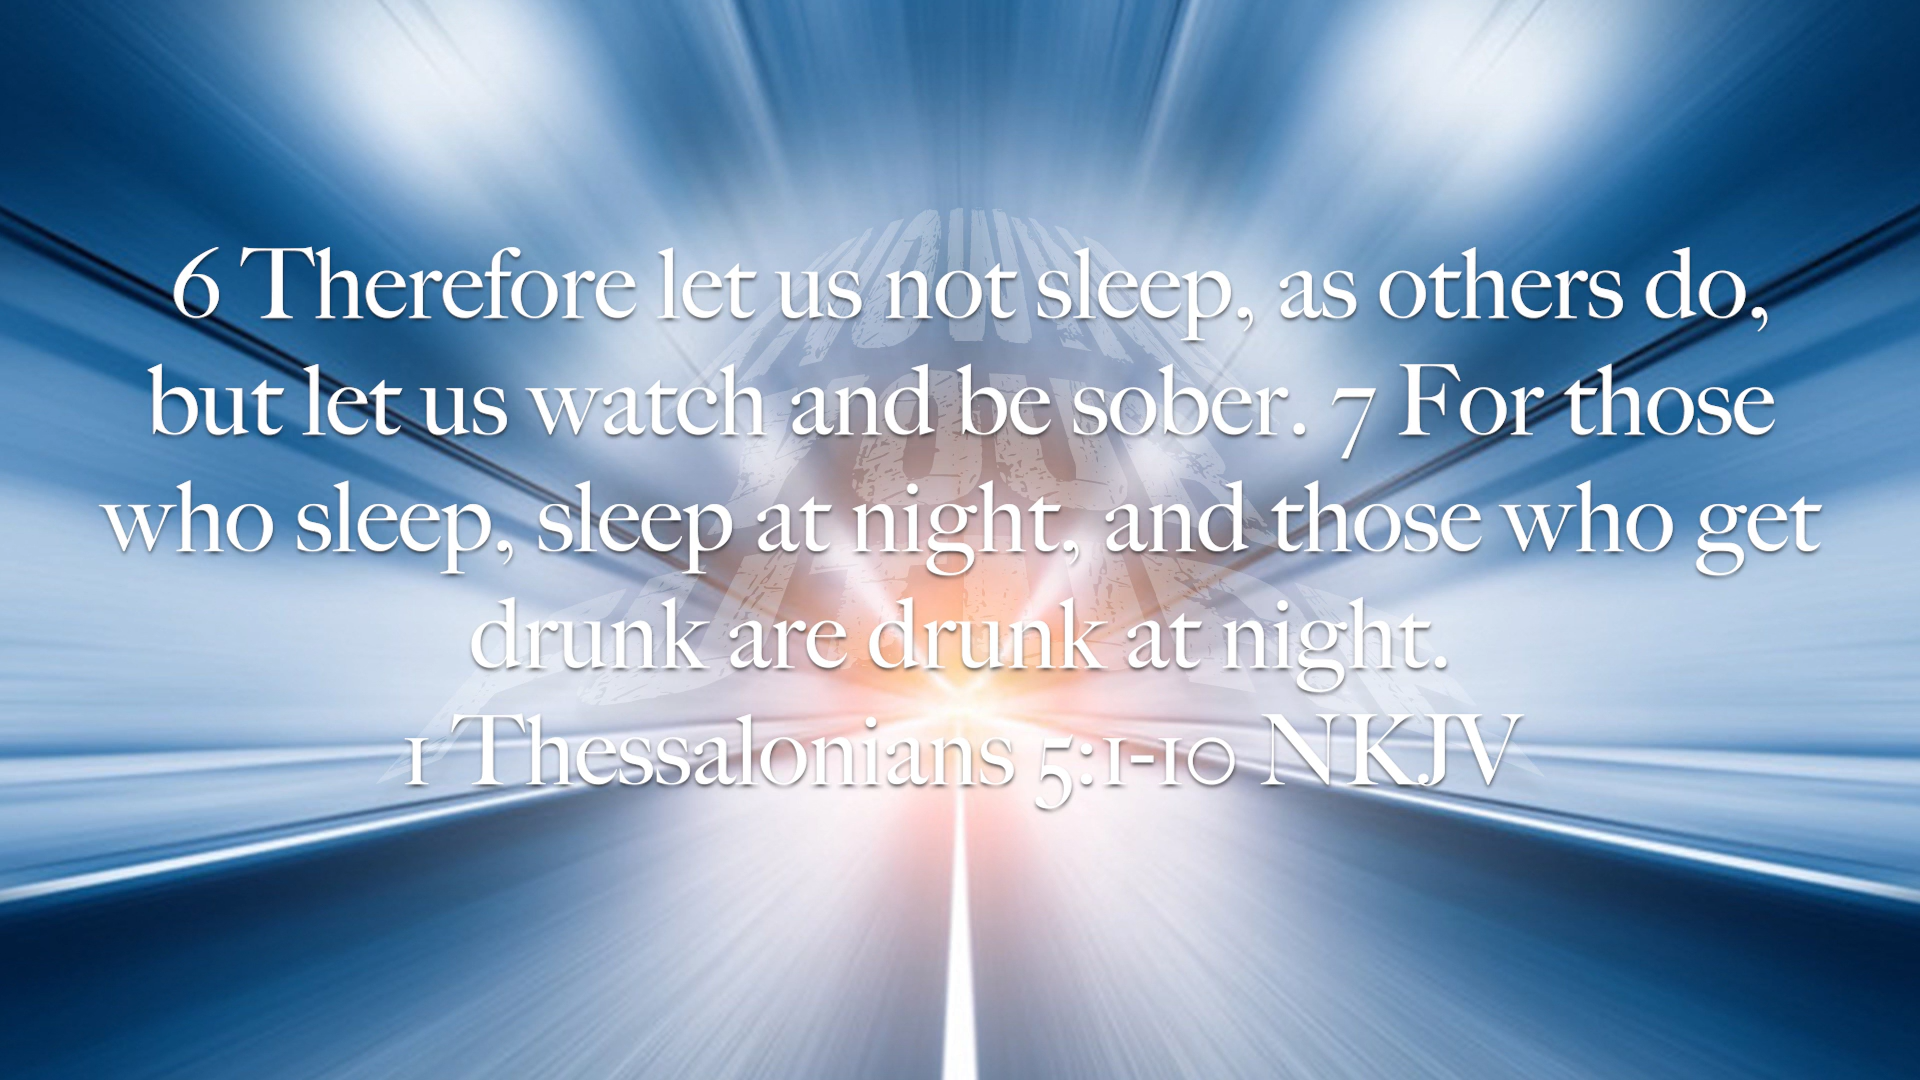 6 Therefore let us not sleep, as others do,
but let us watch and be sober. 7 For those
who sleep, sleep at night, and those who get
drunk are drunk at night.
1 Thessalonians 5:1-10 NKJV
YOUR